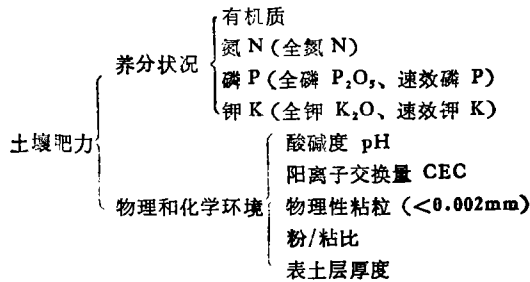 有机质
氮 N (全氮 N)
养分状况
磷 P (全磷 P₂O₅、速效磷 P)
钾 K (全钾 K₂O、速效钾 K)
土壤肥力
酸碱度 pH
阳离子交换量 CEC
物理和化学环境
物理性粘粒 (<0.002mm)
粉/粘比
表土层厚度